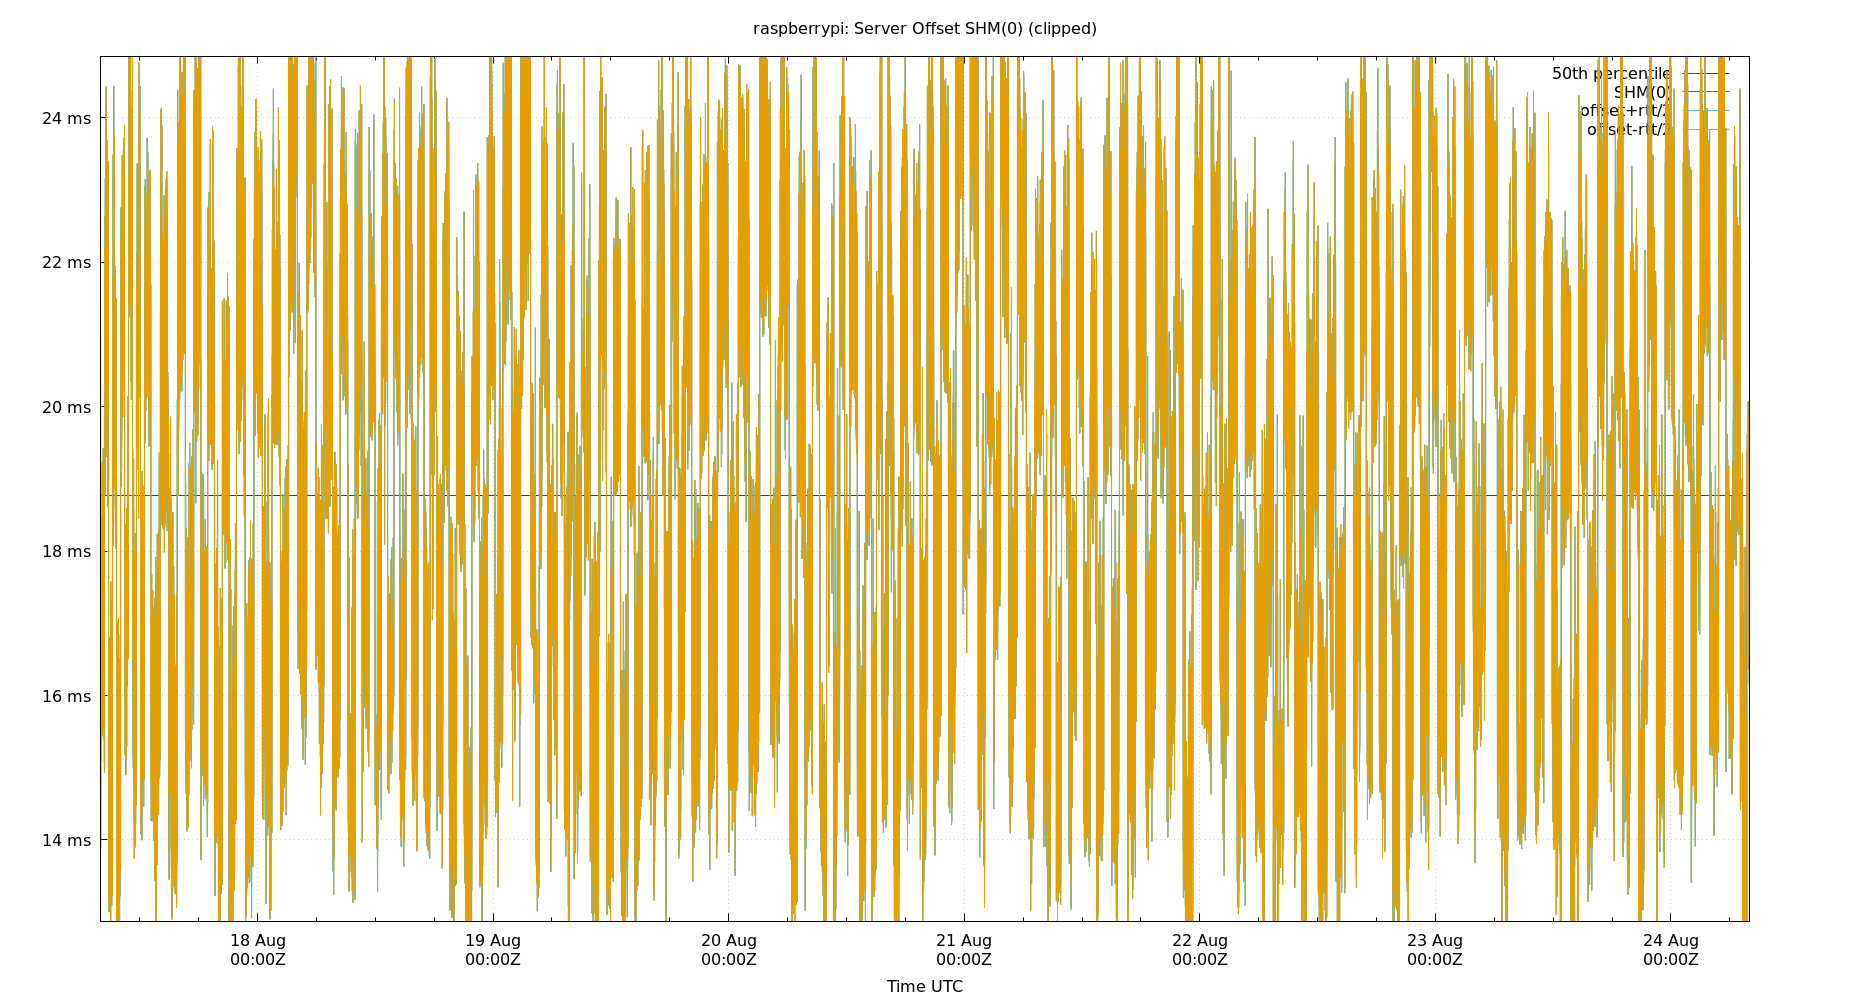 raspberrypi: Server Offset SHM(0) (clipped)
50th percentile
SHM(0)
offset+rtt/2
offset-rtt/2
24 ms
22 ms
20 ms
18 ms
16 ms
14 ms
18 Aug 19 Aug 20 Aug 21 Aug 22 Aug 23 Aug 24 Aug
00:00Z 00:00Z 00:00Z 00:00Z 00:00Z 00:00Z 00:00Z
Time UTC